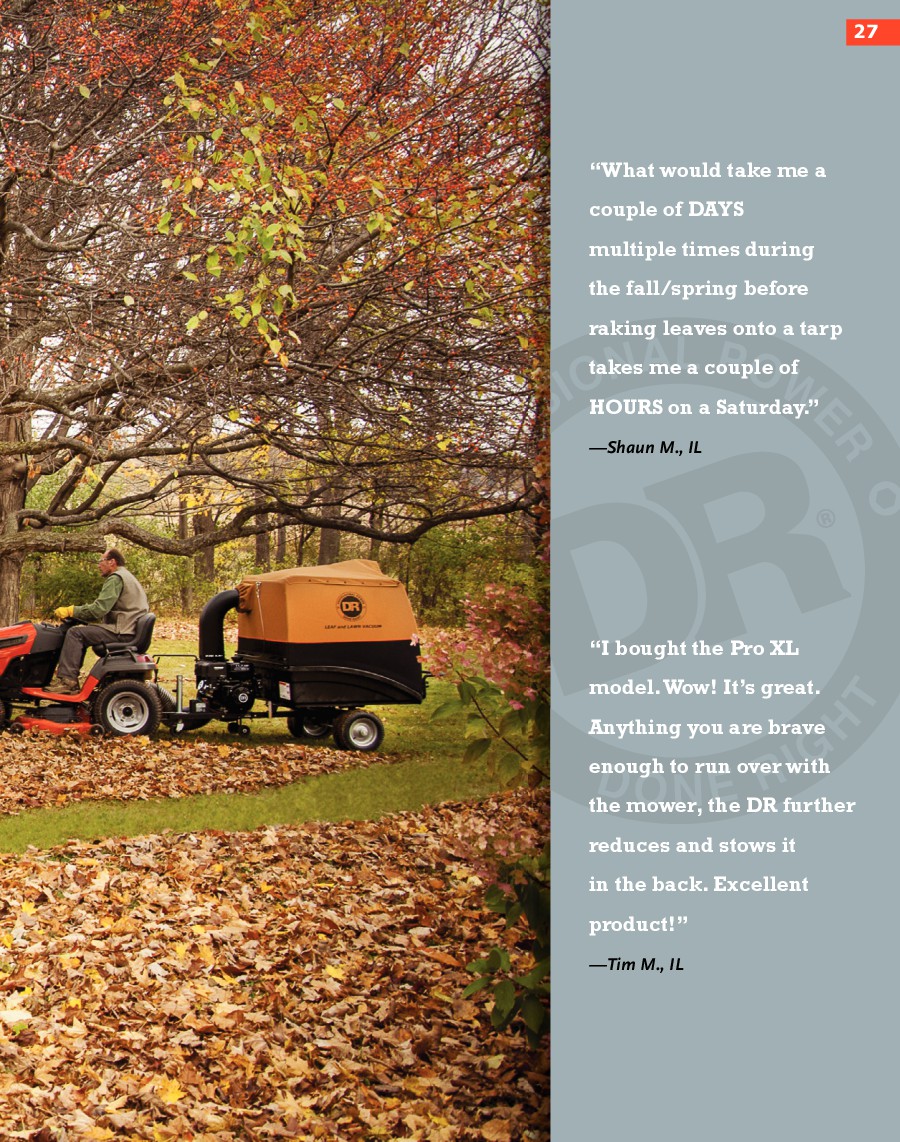 27
“What would take me a
couple of DAYS
multiple times during
the fall/spring before
raking leaves onto a tarp
takes me a couple of
HOURS on a Saturday.”
—Shaun M., IL
“I bought the Pro XL
model. Wow! It’s great.
Anything you are brave
enough to run over with
the mower, the DR further
reduces and stows it
in the back. Excellent
product!”
—Tim M., IL
DR
LEAF and LAWN VACUUM
SIONAL POWER
DR®
DONE RIGHT